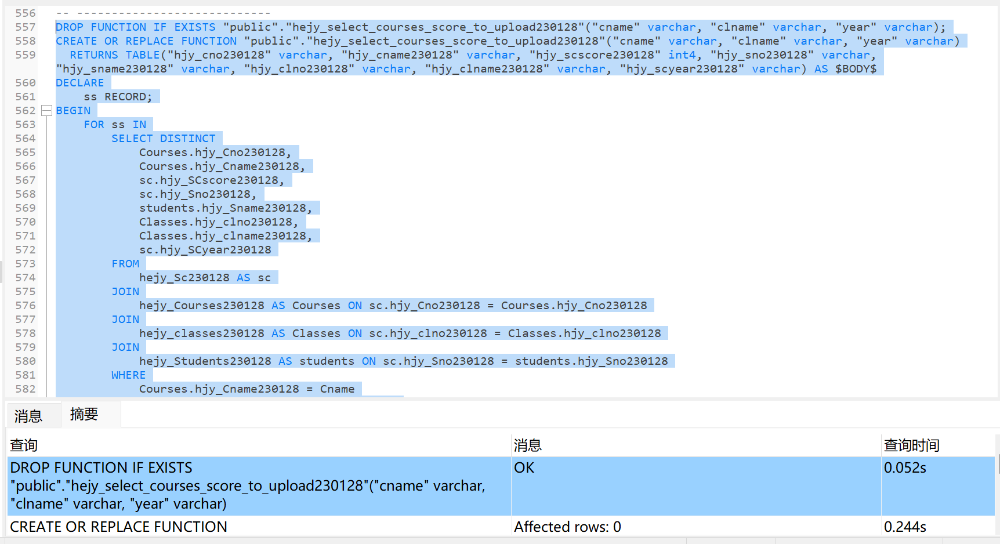 556 -- ----------------------------
557 DROP FUNCTION IF EXISTS "public"."hejy_select_courses_score_to_upload230128"("cname" varchar, "clname" varchar, "year" varchar);
558 CREATE OR REPLACE FUNCTION "public"."hejy_select_courses_score_to_upload230128"("cname" varchar, "clname" varchar, "year" varchar)
559   RETURNS TABLE("hjy_cno230128" varchar, "hjy_cname230128" varchar, "hjy_scscore230128" int4, "hjy_sno230128" varchar,
"hjy_sname230128" varchar, "hjy_clno230128" varchar, "hjy_clname230128" varchar, "hjy_scyear230128" varchar) AS $BODY$
560 DECLARE
561     ss RECORD;
562 BEGIN
563     FOR ss IN
564         SELECT DISTINCT
565             Courses.hjy_Cno230128,
566             Courses.hjy_Cname230128,
567             sc.hjy_SCscore230128,
568             sc.hjy_Sno230128,
569             students.hjy_Sname230128,
570             Classes.hjy_clno230128,
571             Classes.hjy_clname230128,
572             sc.hjy_SCyear230128
573         FROM
574             hejy_Sc230128 AS sc
575         JOIN
576             hejy_Courses230128 AS Courses ON sc.hjy_Cno230128 = Courses.hjy_Cno230128
577         JOIN
578             hejy_classes230128 AS Classes ON sc.hjy_clno230128 = Classes.hjy_clno230128
579         JOIN
580             hejy_Students230128 AS students ON sc.hjy_Sno230128 = students.hjy_Sno230128
581         WHERE
582             Courses.hjy_Cname230128 = Cname
消息 摘要
查询 消息 查询时间
DROP FUNCTION IF EXISTS OK 0.052s
"public"."hejy_select_courses_score_to_upload230128"("cname" varchar,
"clname" varchar, "year" varchar)
CREATE OR REPLACE FUNCTION Affected rows: 0 0.244s